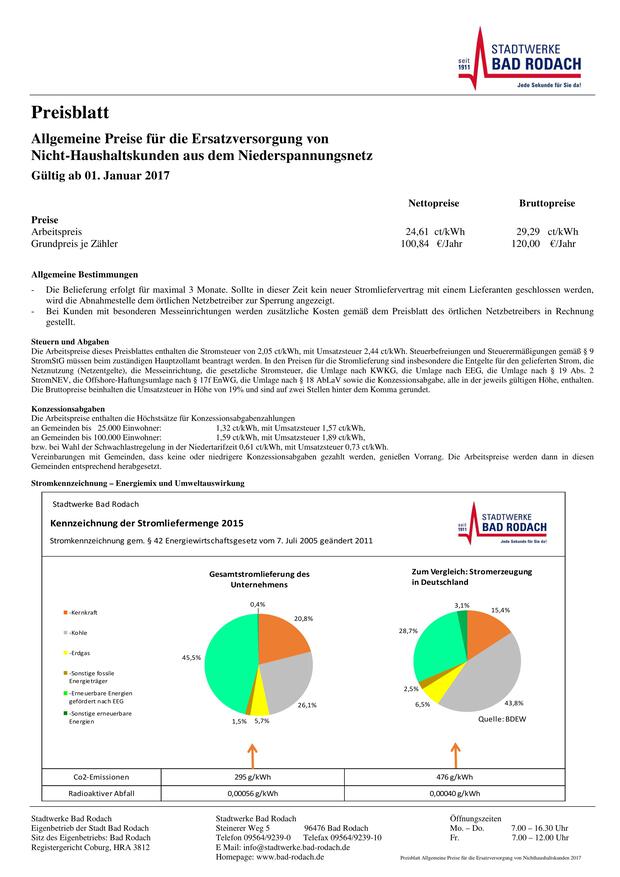 seit
1911
STADTWERKE
BAD RODACH
Jede Sekunde für Sie da!
Preisblatt
Allgemeine Preise für die Ersatzversorgung von
Nicht-Haushaltskunden aus dem Niederspannungsnetz
Gültig ab 01. Januar 2017
Nettopreise Bruttopreise
Preise
Arbeitspreis 24,61 ct/kWh 29,29 ct/kWh
Grundpreis je Zähler 100,84 €/Jahr 120,00 €/Jahr
Allgemeine Bestimmungen
- Die Belieferung erfolgt für maximal 3 Monate. Sollte in dieser Zeit kein neuer Stromliefervertrag mit einem Lieferanten geschlossen werden,
wird die Abnahmestelle dem örtlichen Netzbetreiber zur Sperrung angezeigt.
- Bei Kunden mit besonderen Messeinrichtungen werden zusätzliche Kosten gemäß dem Preisblatt des örtlichen Netzbetreibers in Rechnung
gestellt.
Steuern und Abgaben
Die Arbeitspreise dieses Preisblattes enthalten die Stromsteuer von 2,05 ct/kWh, mit Umsatzsteuer 2,44 ct/kWh. Steuerbefreiungen und Steuerermäßigungen gemäß § 9
StromStG müssen beim zuständigen Hauptzollamt beantragt werden. In den Preisen für die Stromlieferung sind insbesondere die Entgelte für den gelieferten Strom, die
Netznutzung (Netzentgelte), die Messeinrichtung, die gesetzliche Stromsteuer, die Umlage nach KWKG, die Umlage nach EEG, die Umlage nach § 19 Abs. 2
StromNEV, die Offshore-Haftungsumlage nach § 17f EnWG, die Umlage nach § 18 AbLaV sowie die Konzessionsabgabe, alle in der jeweils gültigen Höhe, enthalten.
Die Bruttopreise beinhalten die Umsatzsteuer in Höhe von 19% und sind auf zwei Stellen hinter dem Komma gerundet.
Konzessionsabgaben
Die Arbeitspreise enthalten die Höchstsätze für Konzessionsabgabenzahlungen
an Gemeinden bis 25.000 Einwohner: 1,32 ct/kWh, mit Umsatzsteuer 1,57 ct/kWh,
an Gemeinden bis 100.000 Einwohner: 1,59 ct/kWh, mit Umsatzsteuer 1,89 ct/kWh,
bzw. bei Wahl der Schwachlastregelung in der Niedertarifzeit 0,61 ct/kWh, mit Umsatzsteuer 0,73 ct/kWh.
Vereinbarungen mit Gemeinden, dass keine oder niedrigere Konzessionsabgaben gezahlt werden, genießen Vorrang. Die Arbeitspreise werden dann in diesen
Gemeinden entsprechend herabgesetzt.
Stromkennzeichnung – Energiemix und Umweltauswirkung
Stadtwerke Bad Rodach
Kennzeichnung der Stromliefermenge 2015
Stromkennzeichnung gem. § 42 Energiewirtschaftsgesetz vom 7. Juli 2005 geändert 2011
seit
1911
STADTWERKE
BAD RODACH
Jede Sekunde für Sie da!
Gesamtstromlieferung des
Unternehmens
Zum Vergleich: Stromerzeugung
in Deutschland
-Kernkraft
-Kohle
-Erdgas
-Sonstige fossile
Energieträger
-Erneuerbare Energien
gefördert nach EEG
-Sonstige erneuerbare
Energien
0,4%
20,8%
45,5%
26,1%
1,5%
5,7%
3,1%
15,4%
28,7%
2,5%
6,5%
43,8%
Quelle: BDEW
Co2-Emissionen 295 g/kWh 476 g/kWh
Radioaktiver Abfall 0,00056 g/kWh 0,00040 g/kWh
Stadtwerke Bad Rodach
Eigenbetrieb der Stadt Bad Rodach
Sitz des Eigenbetriebs: Bad Rodach
Registergericht Coburg, HRA 3812
Stadtwerke Bad Rodach
Steinerer Weg 5 96476 Bad Rodach
Telefon 09564/9239-0 Telefax 09564/9239-10
E Mail: info@stadtwerke.bad-rodach.de
Homepage: www.bad-rodach.de
Öffnungszeiten
Mo. – Do. 7.00 – 16.30 Uhr
Fr. 7.00 – 12.00 Uhr
Preisblatt Allgemeine Preise für die Ersatzversorgung von Nichthaushaltskunden 2017